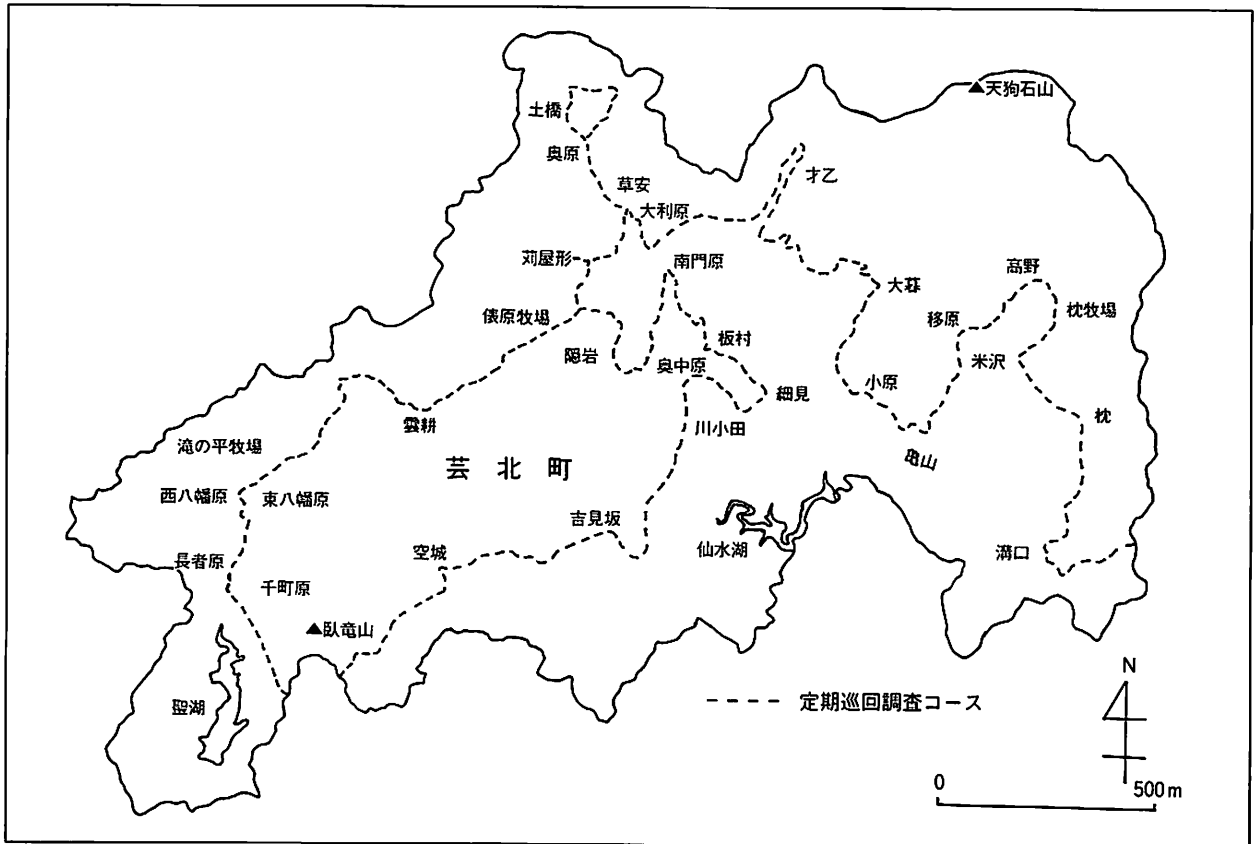 天狗石山
土橋
奥原
才乙
草安
大利原
苅屋形
南門原
高野
大暮
枕牧場
移原
俵原牧場
板村
隠岩
奥中原
米沢
小原
細見
枕
雲耕
川小田
亀山
滝の平牧場
芸北町
西八幡原
東八幡原
吉見坂
仙水湖
空城
溝口
長者原
千町原
臥竜山
聖湖
N
定期巡回調査コース
0
500m